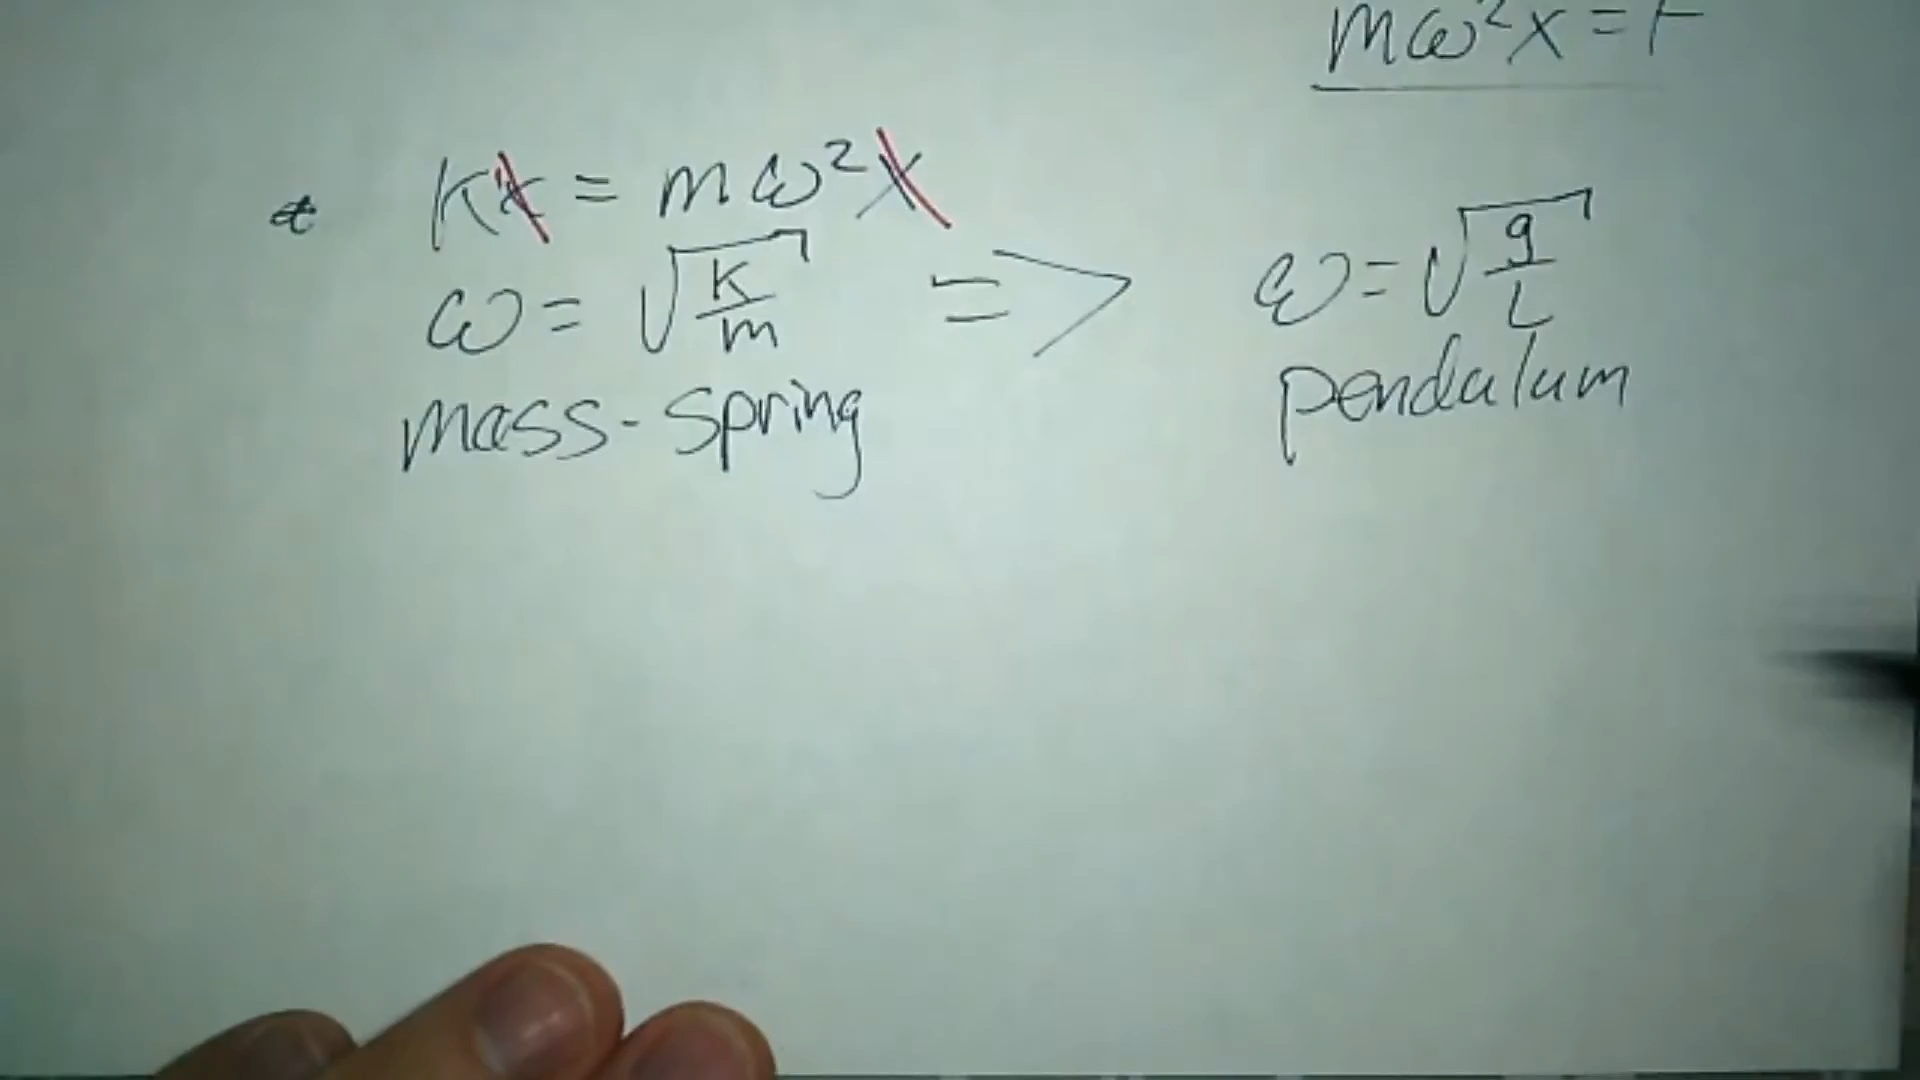 mω²x = F
Kx = mω²x
ω = √K/m => ω = √g/L
mass-spring pendulum